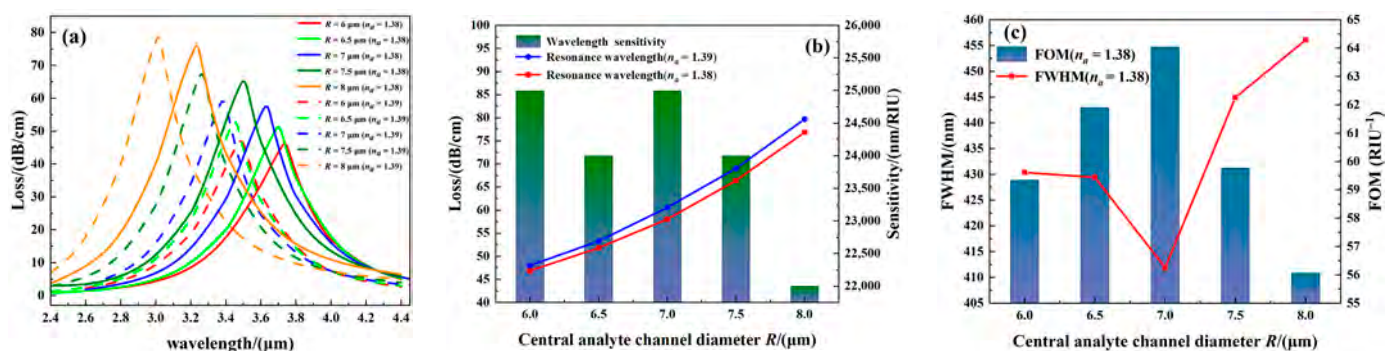 (a)
R = 6 μm (na = 1.38)
R = 6.5 μm (na = 1.38)
R = 7 μm (na = 1.38)
R = 7.5 μm (na = 1.38)
R = 8 μm (na = 1.38)
R = 6 μm (na = 1.39)
R = 6.5 μm (na = 1.39)
R = 7 μm (na = 1.39)
R = 7.5 μm (na = 1.39)
R = 8 μm (na = 1.39)
Loss/(dB/cm)
80
70
60
50
40
30
20
10
0
2.4 2.6 2.8 3.0 3.2 3.4 3.6 3.8 4.0 4.2 4.4
wavelength/(μm)
(b)
Wavelength sensitivity
Resonance wavelength(na = 1.39)
Resonance wavelength(na = 1.38)
Loss/(dB/cm)
100
95
90
85
80
75
70
65
60
55
50
45
40
Sensitivity/(nm/RIU)
26,000
25,500
25,000
24,500
24,000
23,500
23,000
22,500
22,000
6.0 6.5 7.0 7.5 8.0
Central analyte channel diameter R/(μm)
(c)
FOM(na = 1.38)
FWHM(na = 1.38)
FWHM/(nm)
460
455
450
445
440
435
430
425
420
415
410
405
FOM (RIU⁻¹)
65
64
63
62
61
60
59
58
57
56
55
6.0 6.5 7.0 7.5 8.0
Central analyte channel diameter R/(μm)